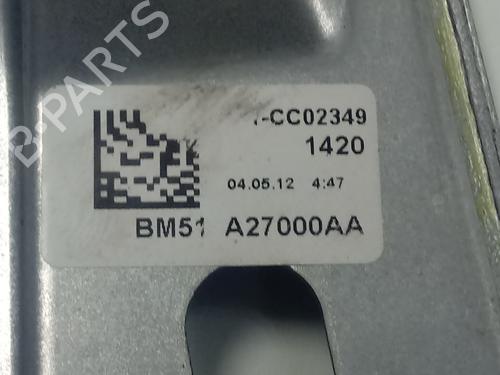 B-PARTS
-CC02349
1420
04.05.12 4:47
BM51 A27000AA